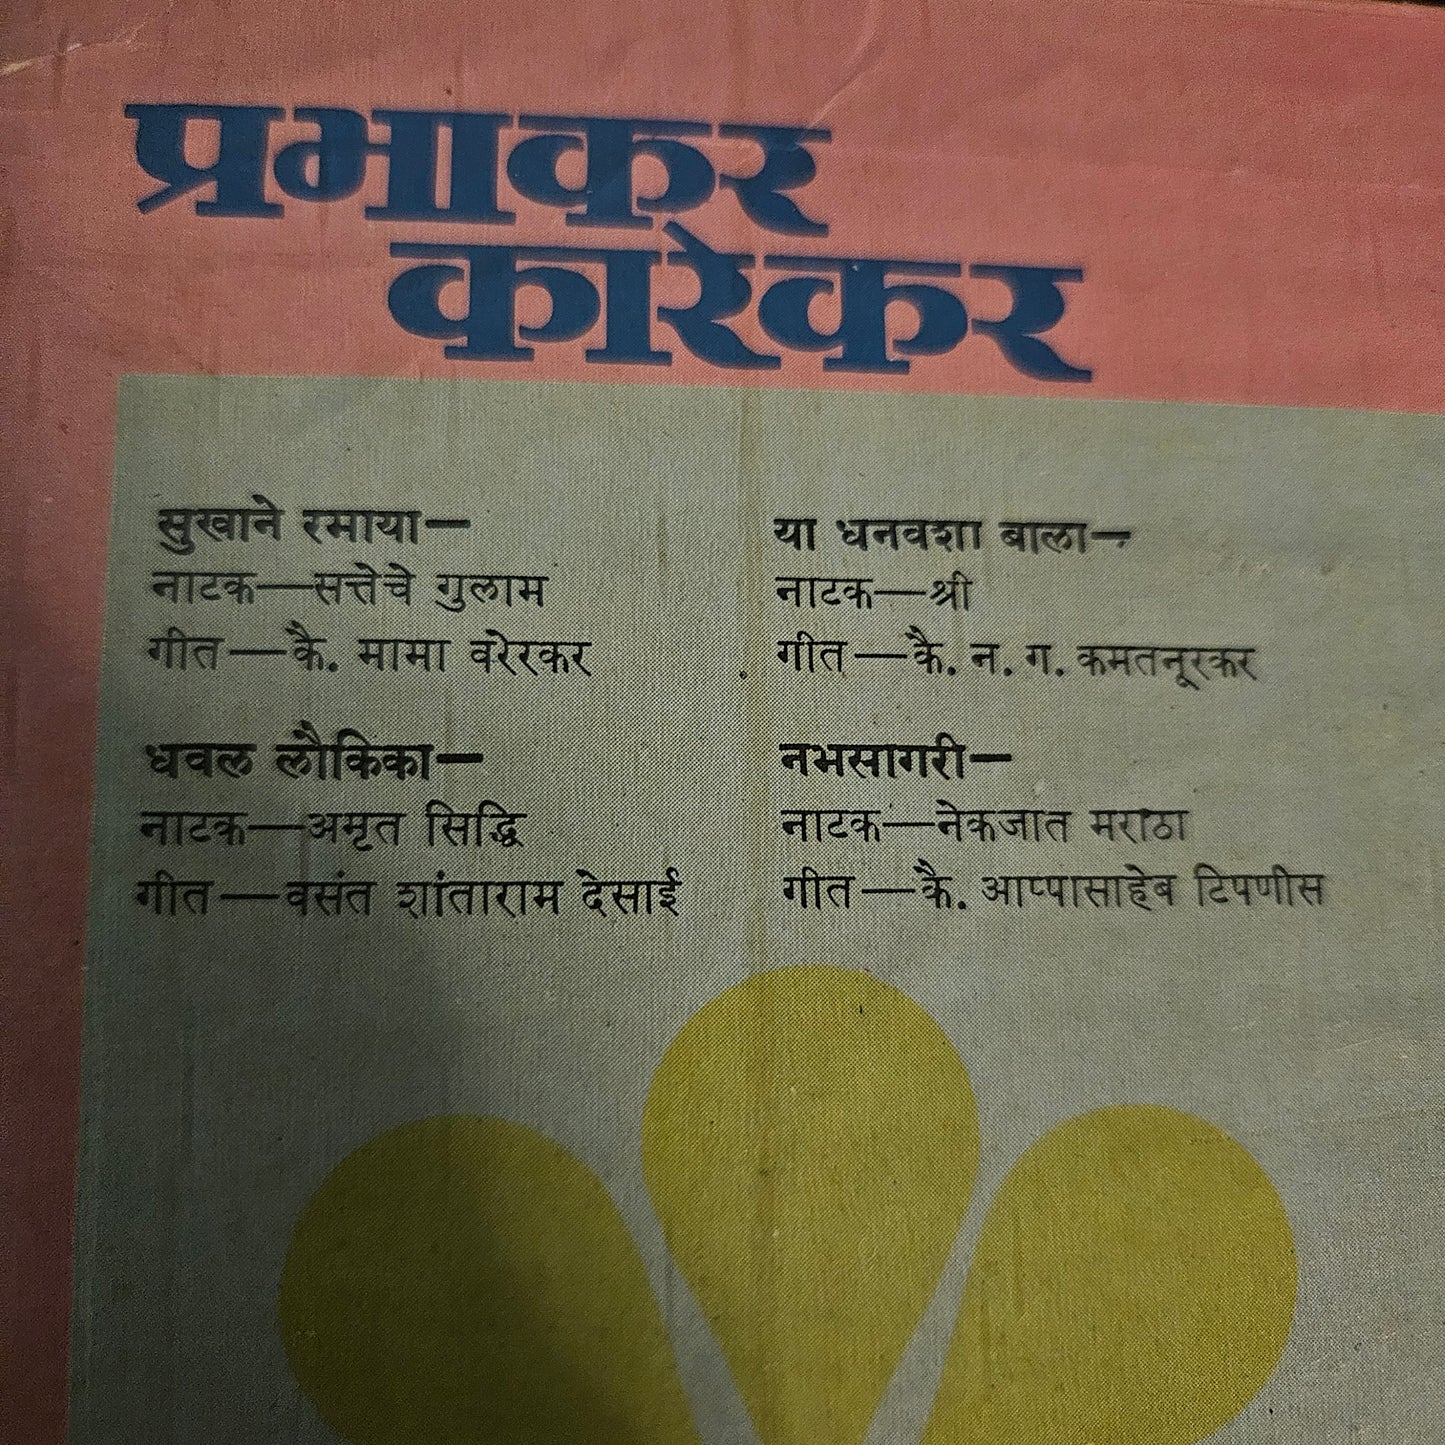 प्रभाकर
कारेकर
सुखाने रमाया—
नाटक—सत्तेचे गुलाम
गीत—कै. मामा वरेरकर
धवल लौकिका—
नाटक—अमृत सिद्धि
गीत—वसंत शांताराम देसाई
या धनवशा बाला—
नाटक—श्री
गीत—कै. न. ग. कमतनूरकर
नभसागरी—
नाटक—नेकजात मराठा
गीत—कै. आप्पासाहेब टिपणीस